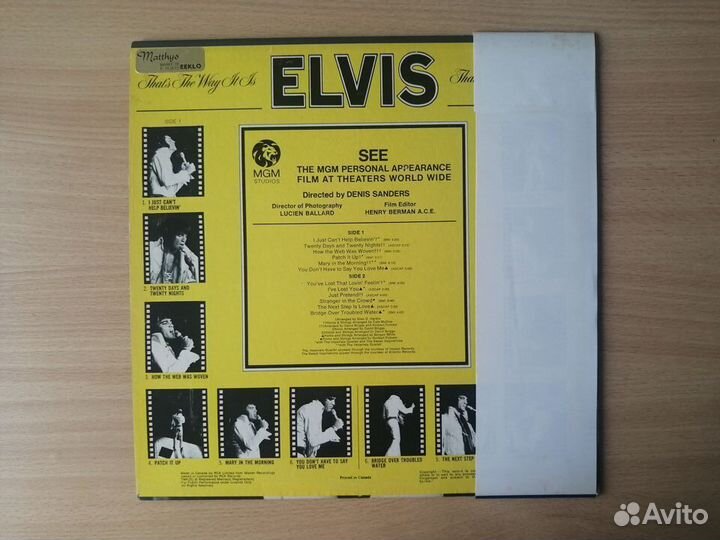 Matthys
EEKLO
That's The Way It Is
ELVIS
Tha
SIDE 1
MGM
STUDIOS
SEE
THE MGM PERSONAL APPEARANCE
FILM AT THEATERS WORLD WIDE
Directed by DENIS SANDERS
Director of Photography
LUCIEN BALLARD
Film Editor
HENRY BERMAN A.C.E.
1. I JUST CAN'T
HELP BELIEVIN'
SIDE 1
I Just Can't Help Believin'
Twenty Days and Twenty Nights
How the Web Was Woven
Patch It Up
Mary in the Morning
You Don't Have to Say You Love Me
SIDE 2
You've Lost That Lovin' Feelin'
I've Lost You
Just Pretend
Stranger in the Crowd
The Next Step Is Love
Bridge Over Troubled Water
2. TWENTY DAYS AND
TWENTY NIGHTS
3. HOW THE WEB WAS WOVEN
4. PATCH IT UP
5. MARY IN THE MORNING
6. YOU DON'T HAVE TO SAY
YOU LOVE ME
BRIDGE OVER TROUBLED
WATER
5. THE NEXT STEP
Printed in Canada
Avito